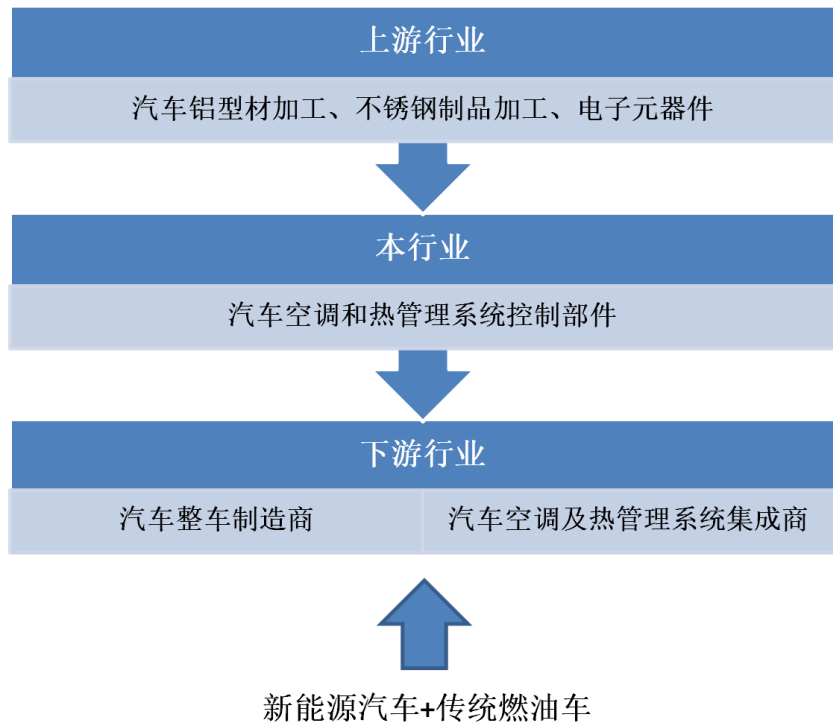 上游行业
汽车铝型材加工、不锈钢制品加工、电子元器件
本行业
汽车空调和热管理系统控制部件
下游行业
汽车整车制造商
汽车空调及热管理系统集成商
新能源汽车+传统燃油车